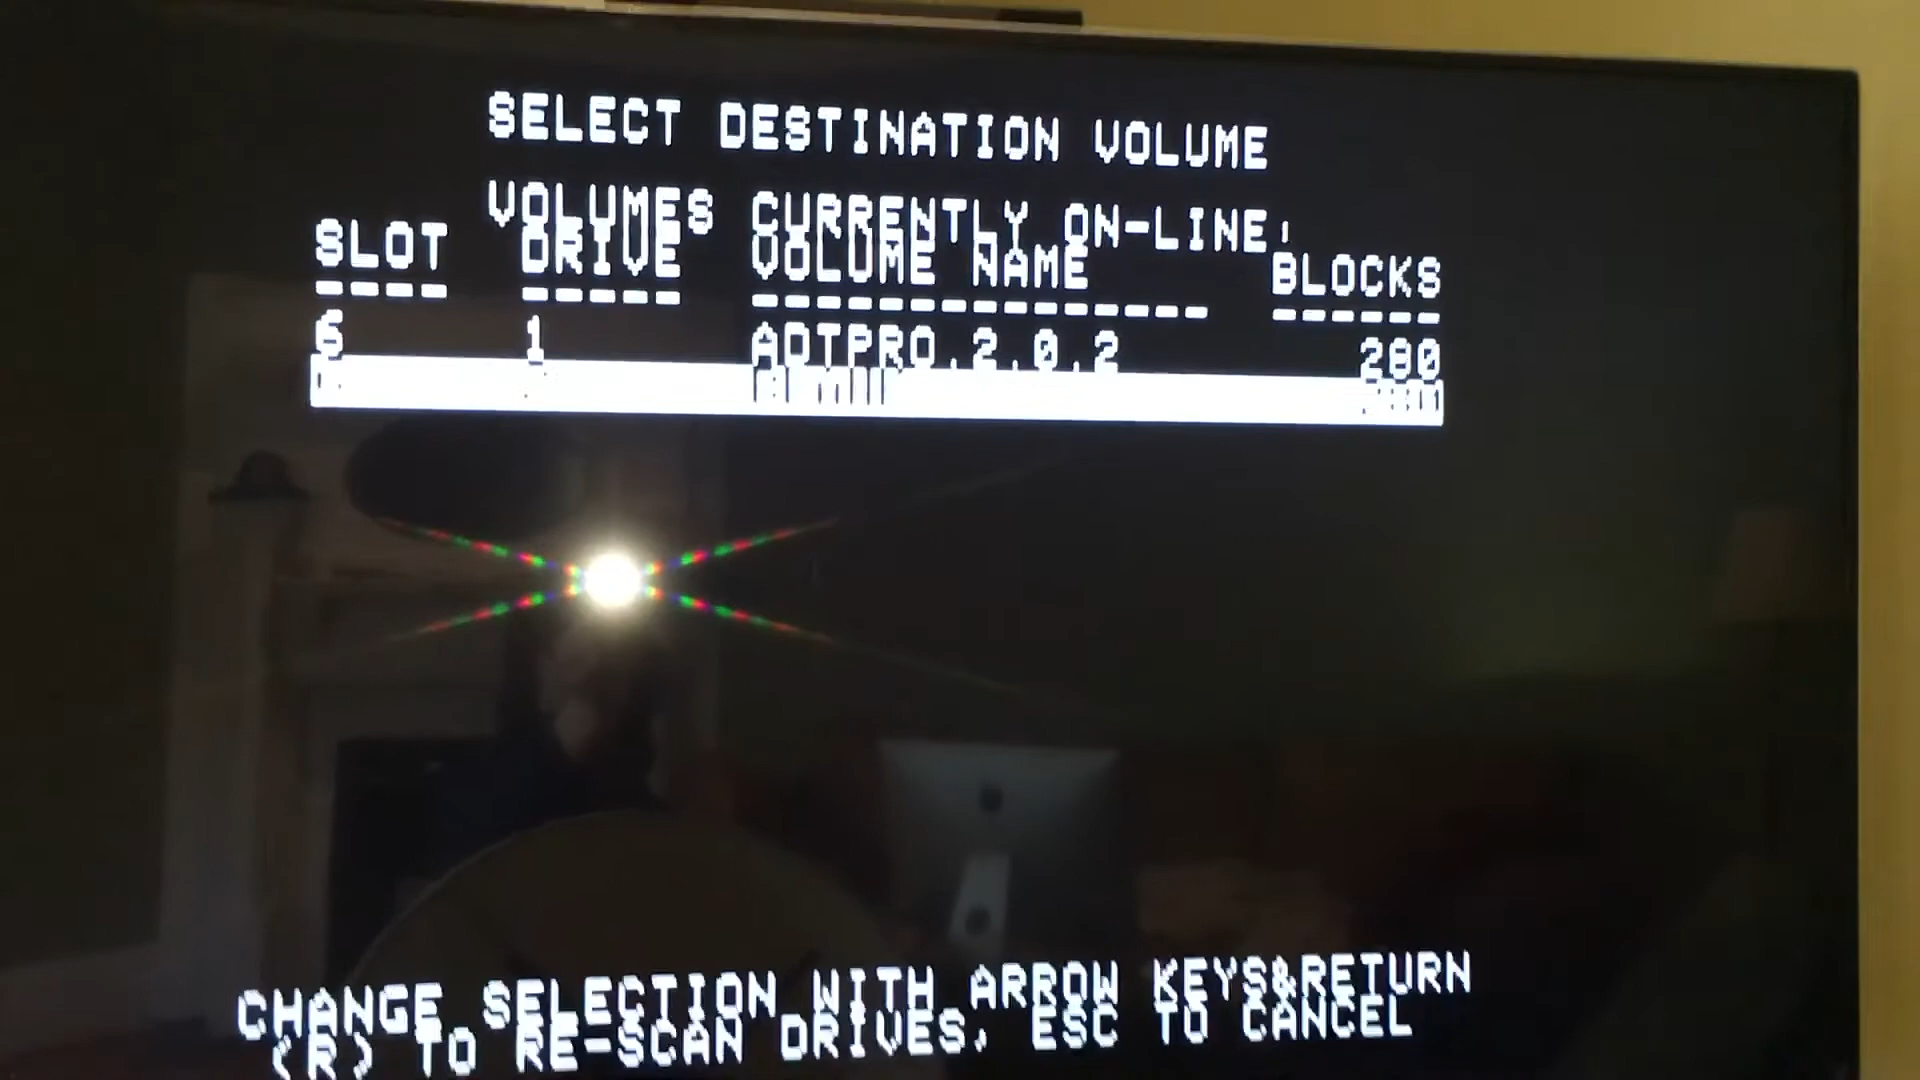 SELECT DESTINATION VOLUME
VOLUMES CURRENTLY ON-LINE:
SLOT DRIVE VOLUME NAME BLOCKS
---- ----- --------------- ------
6 1 ADTPRO.2.0.2 280
CHANGE SELECTION WITH ARROW KEYS&RETURN
(R) TO RE-SCAN DRIVES, ESC TO CANCEL